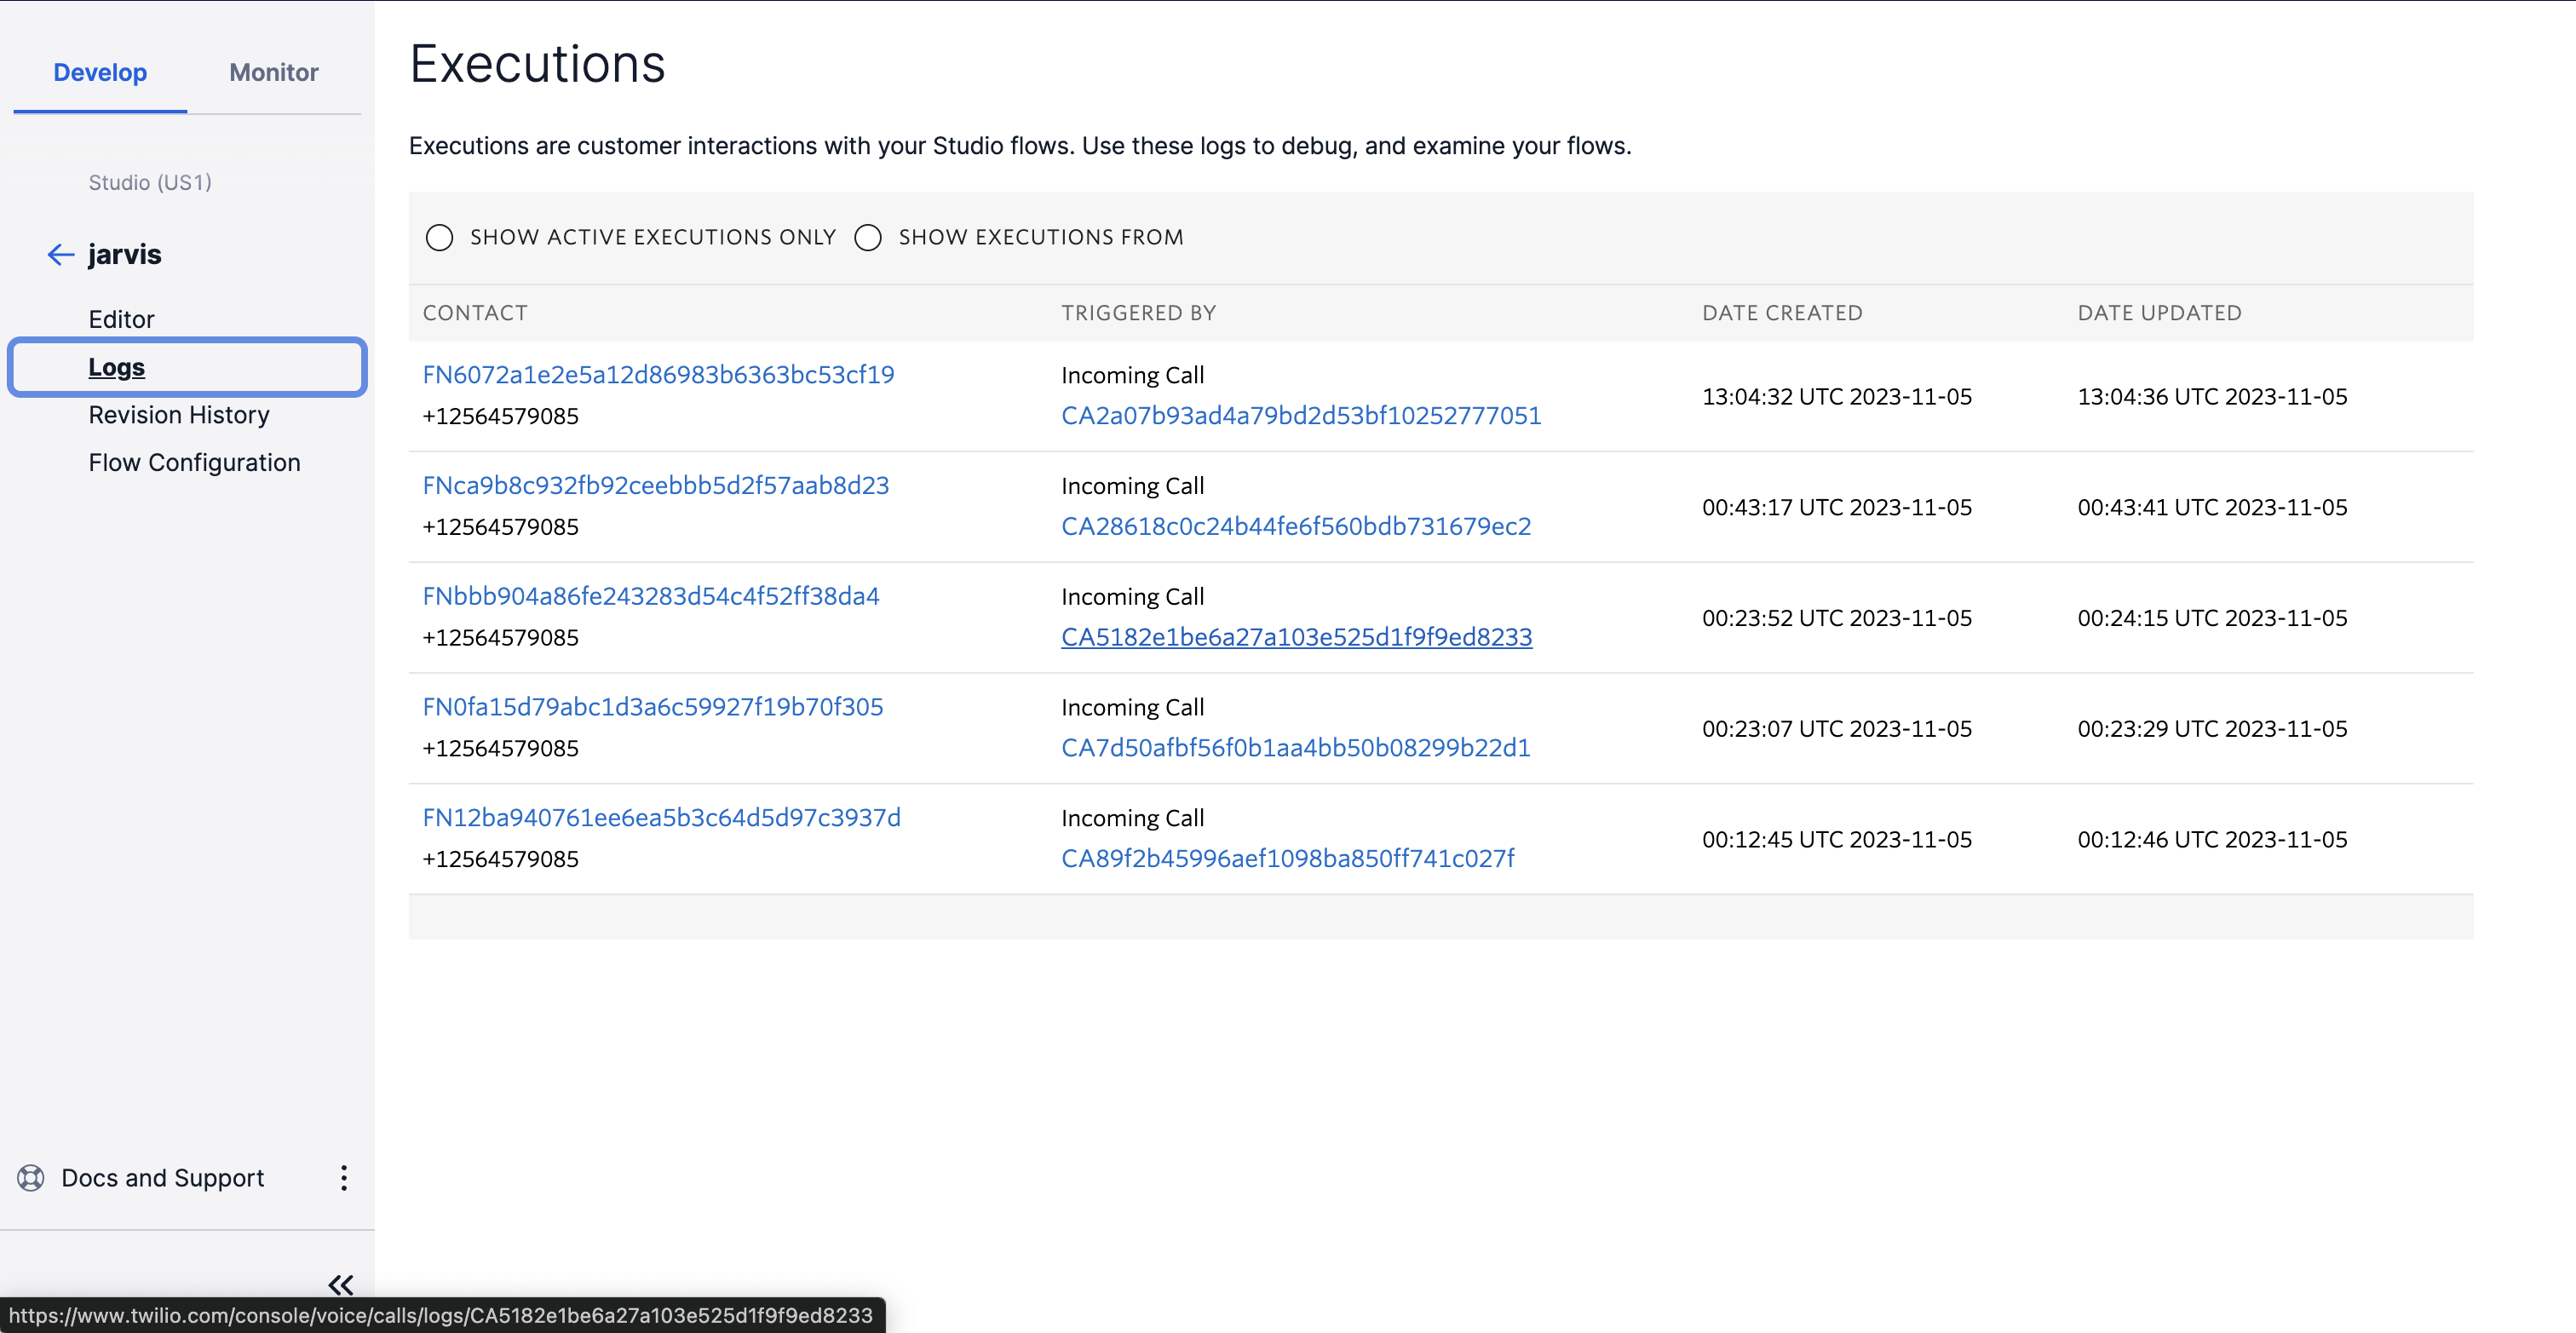 Develop
Monitor
Studio (US1)
jarvis
Editor
Logs
Revision History
Flow Configuration
Docs and Support
Executions
Executions are customer interactions with your Studio flows. Use these logs to debug, and examine your flows.
SHOW ACTIVE EXECUTIONS ONLY SHOW EXECUTIONS FROM
CONTACT TRIGGERED BY DATE CREATED DATE UPDATED
FN6072a1e2e5a12d86983b6363bc53cf19 Incoming Call
+12564579085 CA2a07b93ad4a79bd2d53bf10252777051 13:04:32 UTC 2023-11-05 13:04:36 UTC 2023-11-05
FNca9b8c932fb92ceebbb5d2f57aab8d23 Incoming Call
+12564579085 CA28618c0c24b44fe6f560bdb731679ec2 00:43:17 UTC 2023-11-05 00:43:41 UTC 2023-11-05
FNbbb904a86fe243283d54c4f52ff38da4 Incoming Call
+12564579085 CA5182e1be6a27a103e525d1f9f9ed8233 00:23:52 UTC 2023-11-05 00:24:15 UTC 2023-11-05
FN0fa15d79abc1d3a6c59927f19b70f305 Incoming Call
+12564579085 CA7d50afbf56f0b1aa4bb50b08299b22d1 00:23:07 UTC 2023-11-05 00:23:29 UTC 2023-11-05
FN12ba940761ee6ea5b3c64d5d97c3937d Incoming Call
+12564579085 CA89f2b45996aef1098ba850ff741c027f 00:12:45 UTC 2023-11-05 00:12:46 UTC 2023-11-05
https://www.twilio.com/console/voice/calls/logs/CA5182e1be6a27a103e525d1f9f9ed8233